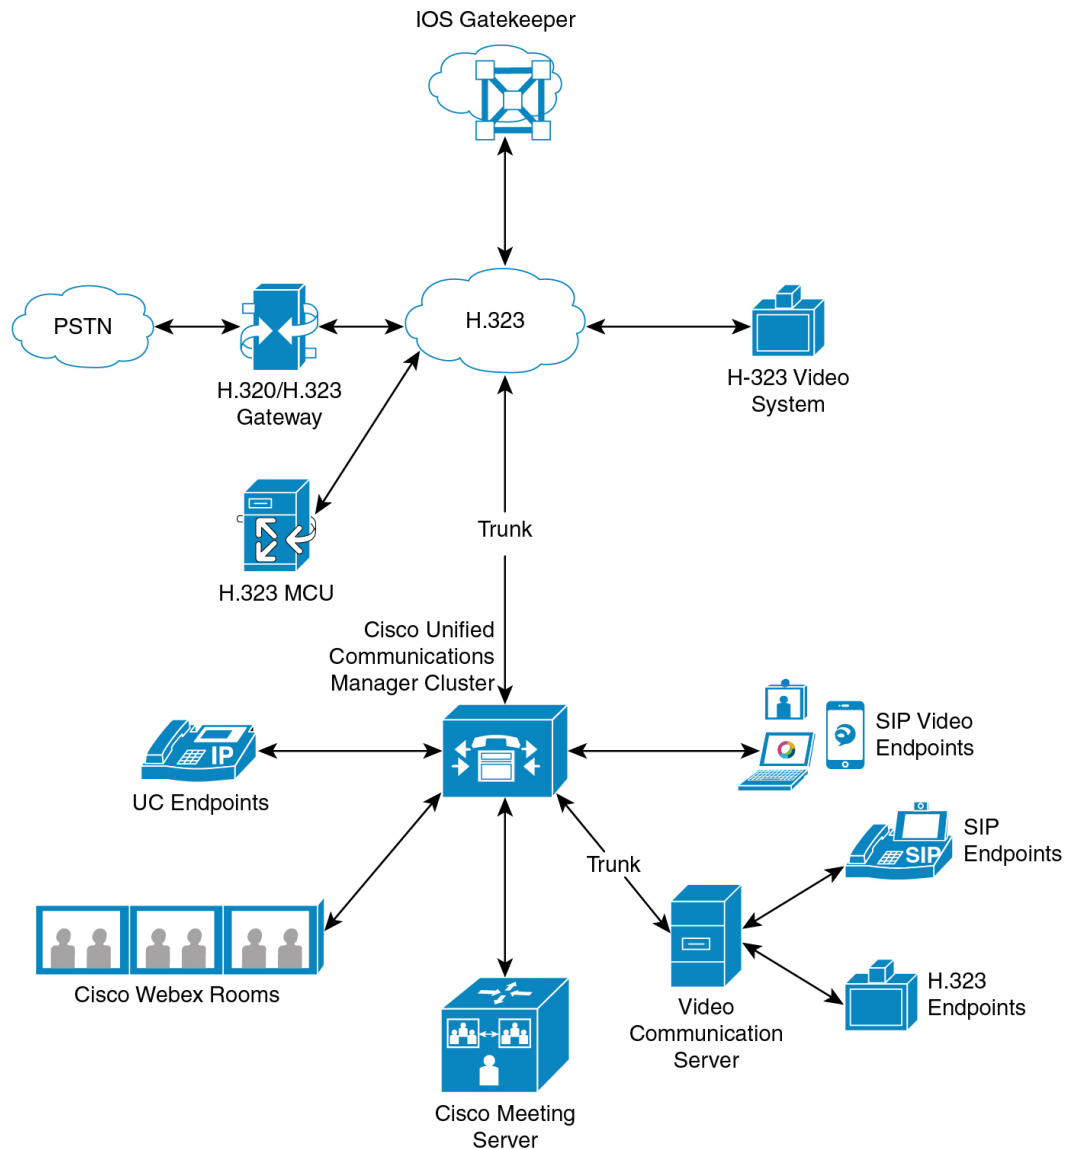 IOS Gatekeeper
PSTN
H.323
H.320/H.323
Gateway
H-323 Video
System
H.323 MCU
Trunk
Cisco Unified
Communications
Manager Cluster
IP
UC Endpoints
SIP Video
Endpoints
SIP
SIP
Endpoints
Trunk
Cisco Webex Rooms
Video
Communication
Server
H.323
Endpoints
Cisco Meeting
Server